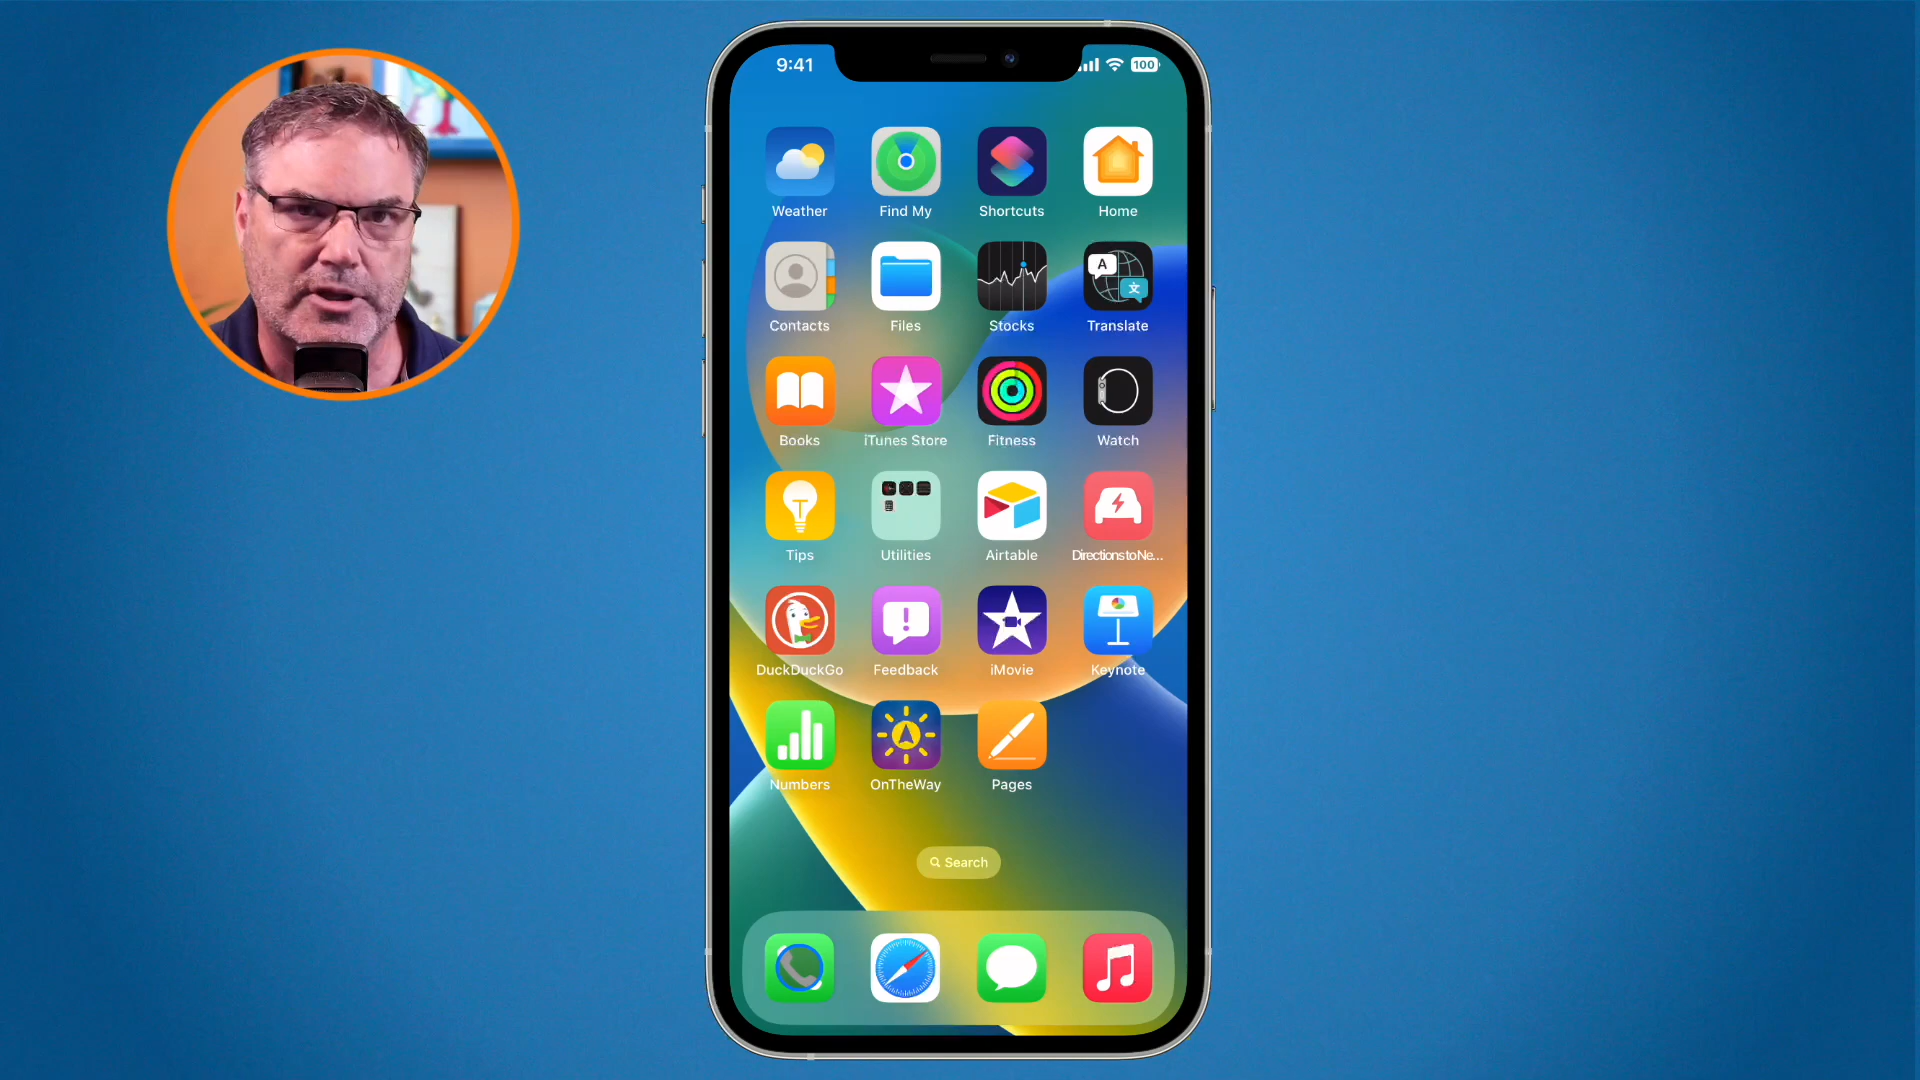 9:41
100
Weather
Find My
Shortcuts
Home
A
文
Contacts
Files
Stocks
Translate
Books
iTunes Store
Fitness
Watch
Tips
Utilities
Airtable
DirectionstoNe...
DuckDuckGo
Feedback
iMovie
Keynote
Numbers
OnTheWay
Pages
Search